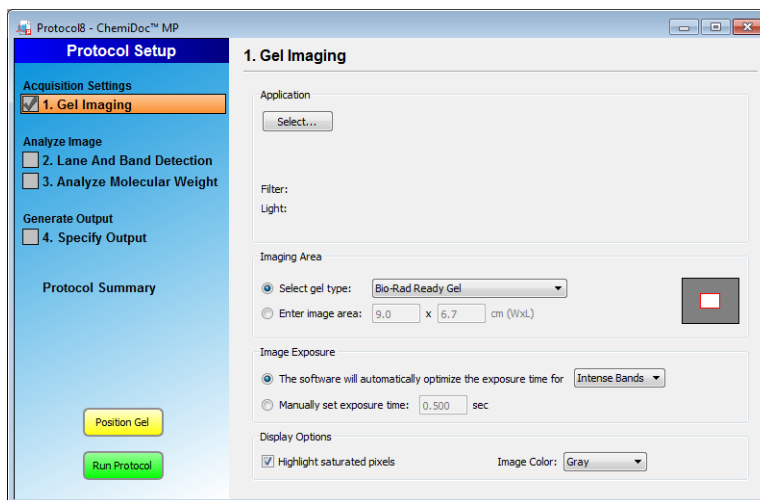 Protocol8 - ChemiDoc™ MP
Protocol Setup
Acquisition Settings
1. Gel Imaging
Analyze Image
2. Lane And Band Detection
3. Analyze Molecular Weight
Generate Output
4. Specify Output
Protocol Summary
Position Gel
Run Protocol
1. Gel Imaging
Application
Select...
Filter:
Light:
Imaging Area
Select gel type: Bio-Rad Ready Gel
Enter image area: 9.0 x 6.7 cm (WxL)
Image Exposure
The software will automatically optimize the exposure time for Intense Bands
Manually set exposure time: 0.500 sec
Display Options
Highlight saturated pixels Image Color: Gray